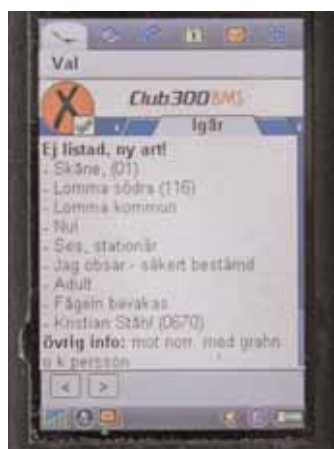 Val
Club300 BMS
Igår
Ej listad, ny art!
- Skåne, (01)
- Lomma södra (116)
- Lomma kommun
- Nu!
- Ses, stationär
- Jag obsar - säkert bestämd
- Adult
- Fågeln bevakas
- Kristian Ståhl (0670)
övrig info: mot norr. med grahn
o k persson
< >